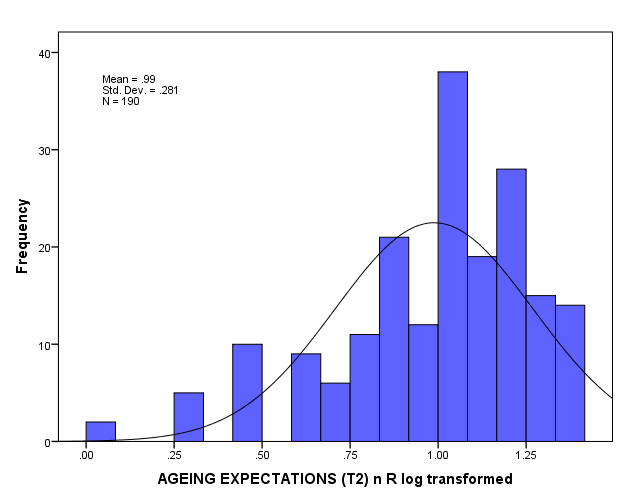 Mean = .99
Std. Dev. = .281
N = 190
40
30
20
10
0
Frequency
.00 .25 .50 .75 1.00 1.25
AGEING EXPECTATIONS (T2) n R log transformed